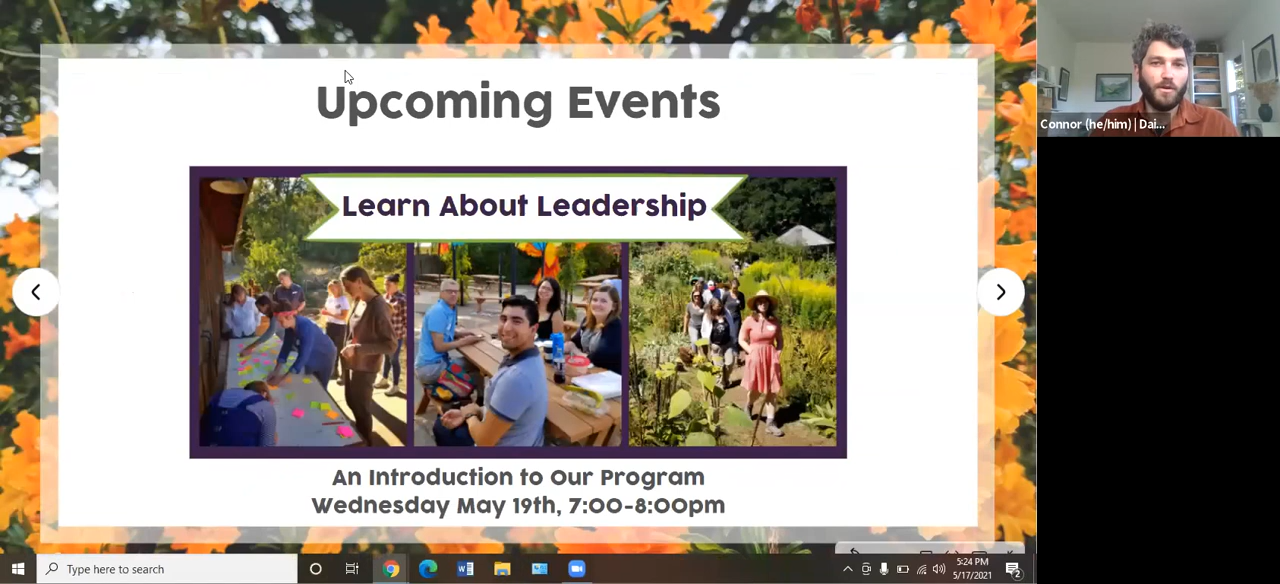 Upcoming Events
Learn About Leadership
An Introduction to Our Program
Wednesday May 19th, 7:00-8:00pm
Connor (he/him) | Dai...
Type here to search
5:24 PM
5/17/2021
2